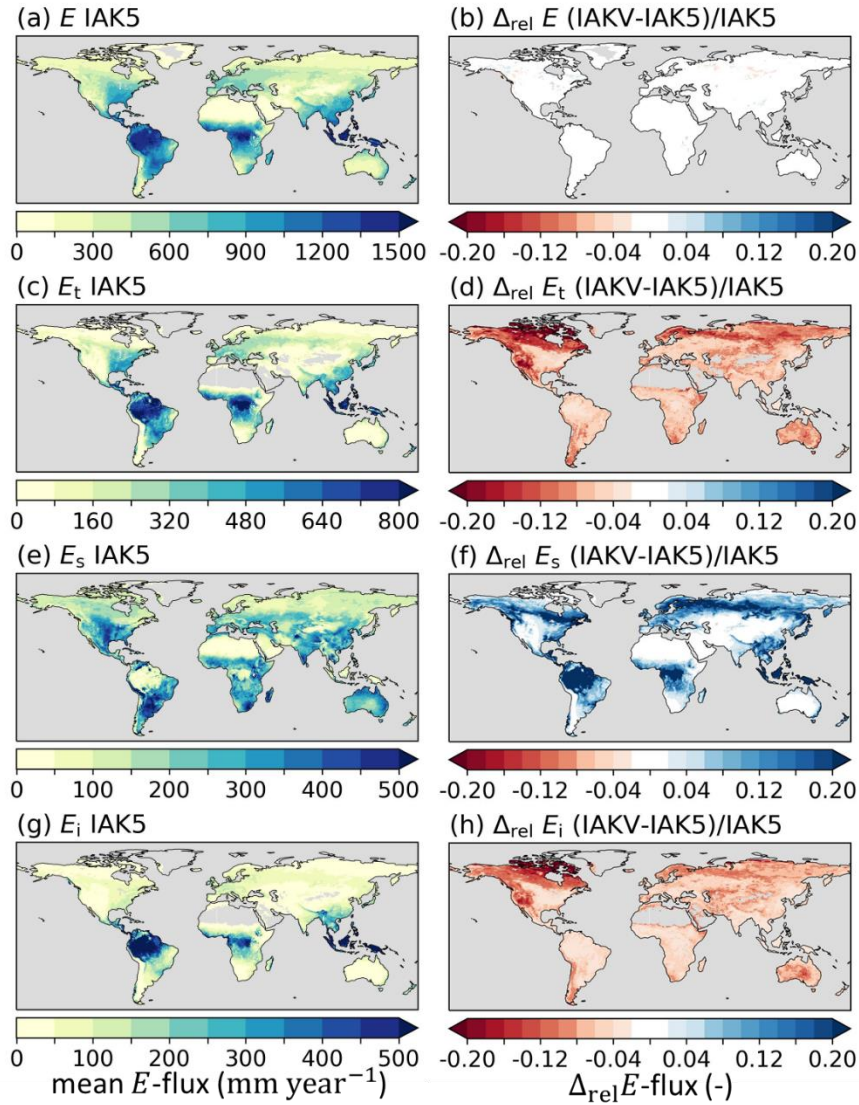 (a) E IAK5
(b) Δrel E (IAKV-IAK5)/IAK5
0 300 600 900 1200 1500
-0.20 -0.12 -0.04 0.04 0.12 0.20
(c) Et IAK5
(d) Δrel Et (IAKV-IAK5)/IAK5
0 160 320 480 640 800
-0.20 -0.12 -0.04 0.04 0.12 0.20
(e) Es IAK5
(f) Δrel Es (IAKV-IAK5)/IAK5
0 100 200 300 400 500
-0.20 -0.12 -0.04 0.04 0.12 0.20
(g) Ei IAK5
(h) Δrel Ei (IAKV-IAK5)/IAK5
0 100 200 300 400 500
-0.20 -0.12 -0.04 0.04 0.12 0.20
mean E-flux (mm year⁻¹)
ΔrelE-flux (-)